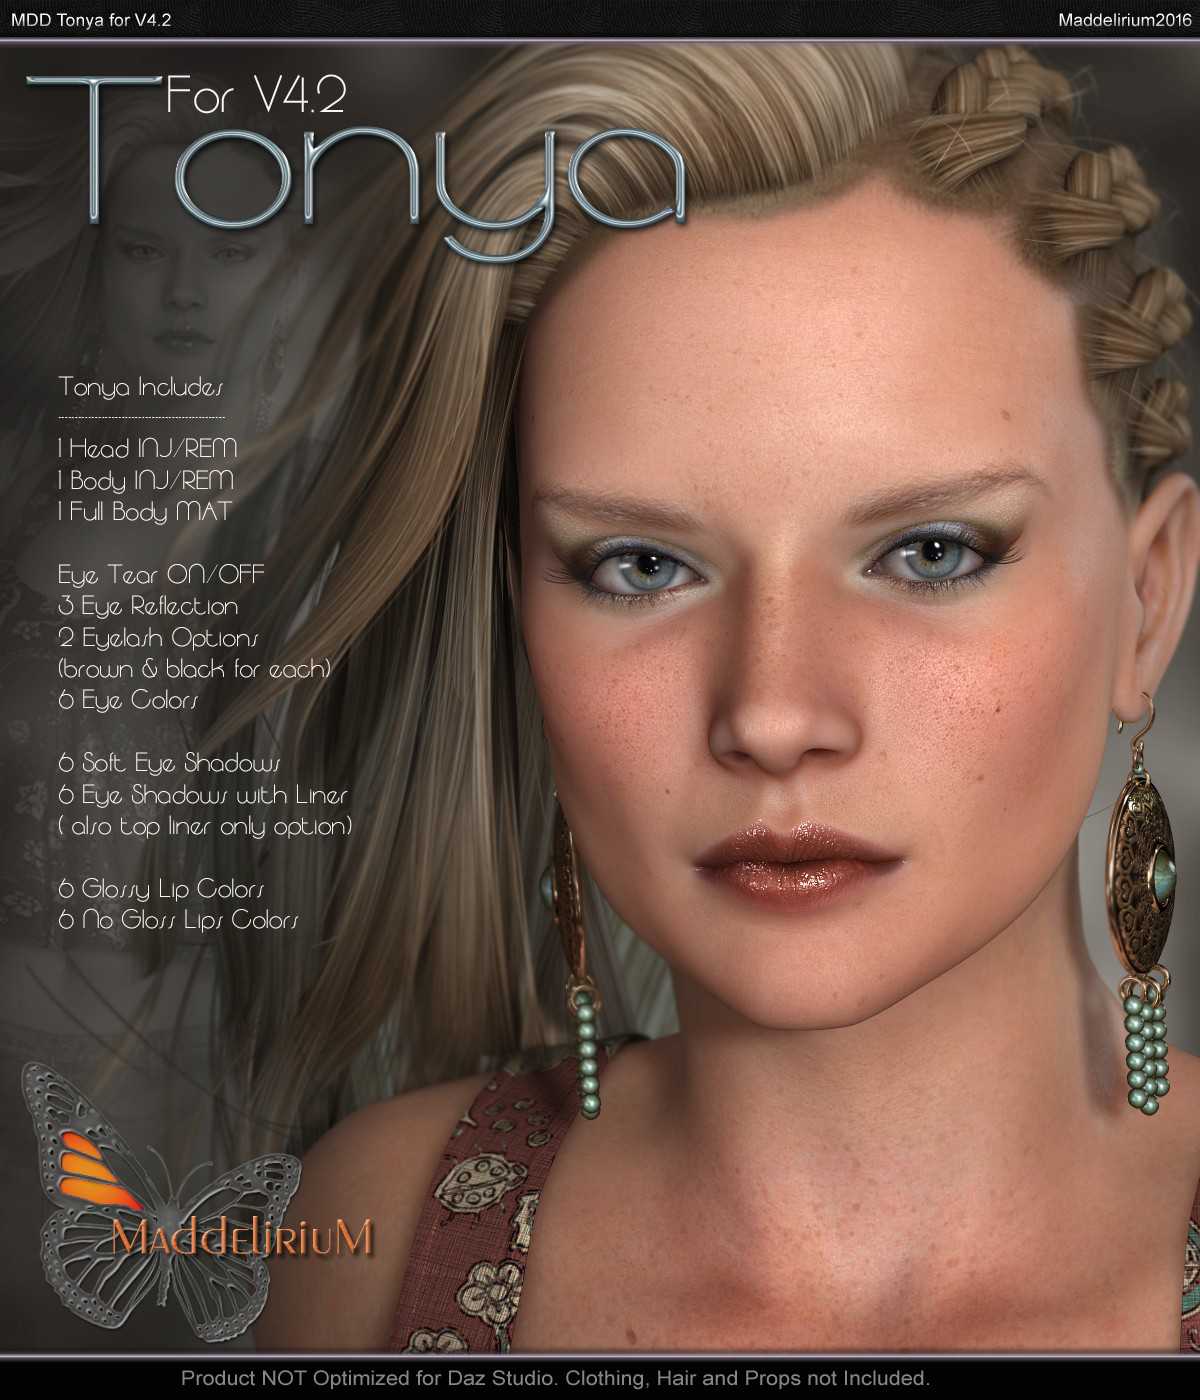 MDD Tonya for V4.2
Maddelirium2016
For V4.2
Tonya
Tonya Includes
1 Head INJ/REM
1 Body INJ/REM
1 Full Body MAT
Eye Tear ON/OFF
3 Eye Reflection
2 Eyelash Options
(brown & black for each)
6 Eye Colors
6 Soft Eye Shadows
6 Eye Shadows with Liner
( also top liner only option)
6 Glossy Lip Colors
6 No Gloss Lips Colors
MaddeliriuM
Product NOT Optimized for Daz Studio. Clothing, Hair and Props not Included.